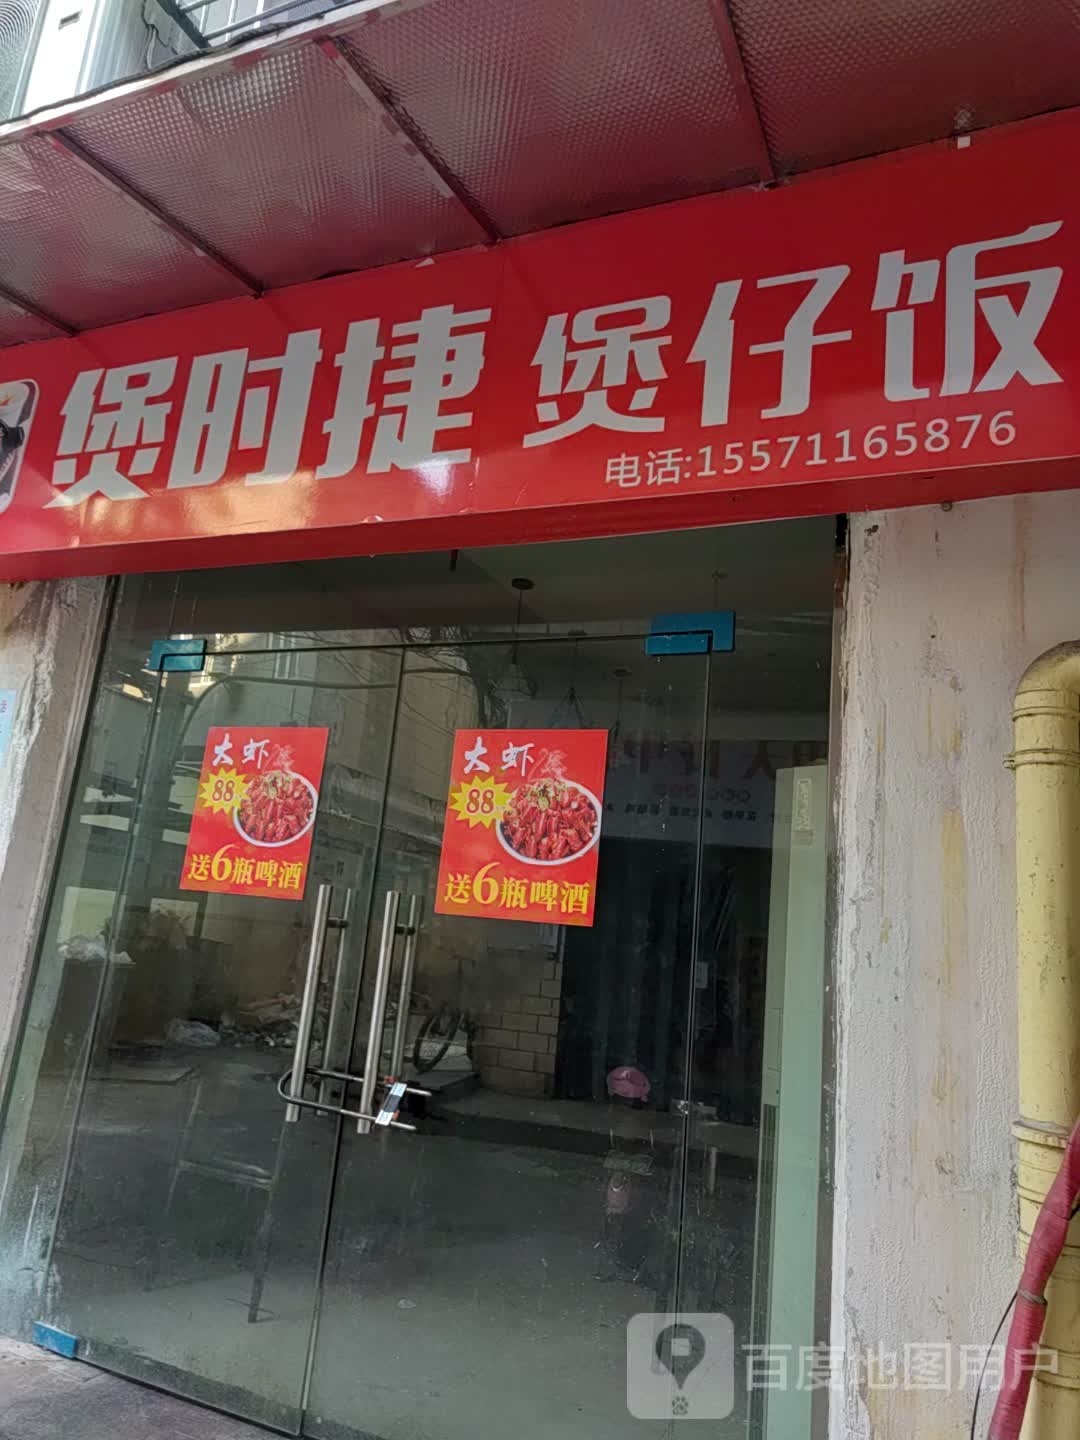 煲时捷 煲仔饭
电话:15571165876
大虾
88
送6瓶啤酒
大虾
88
送6瓶啤酒
百度地图用户